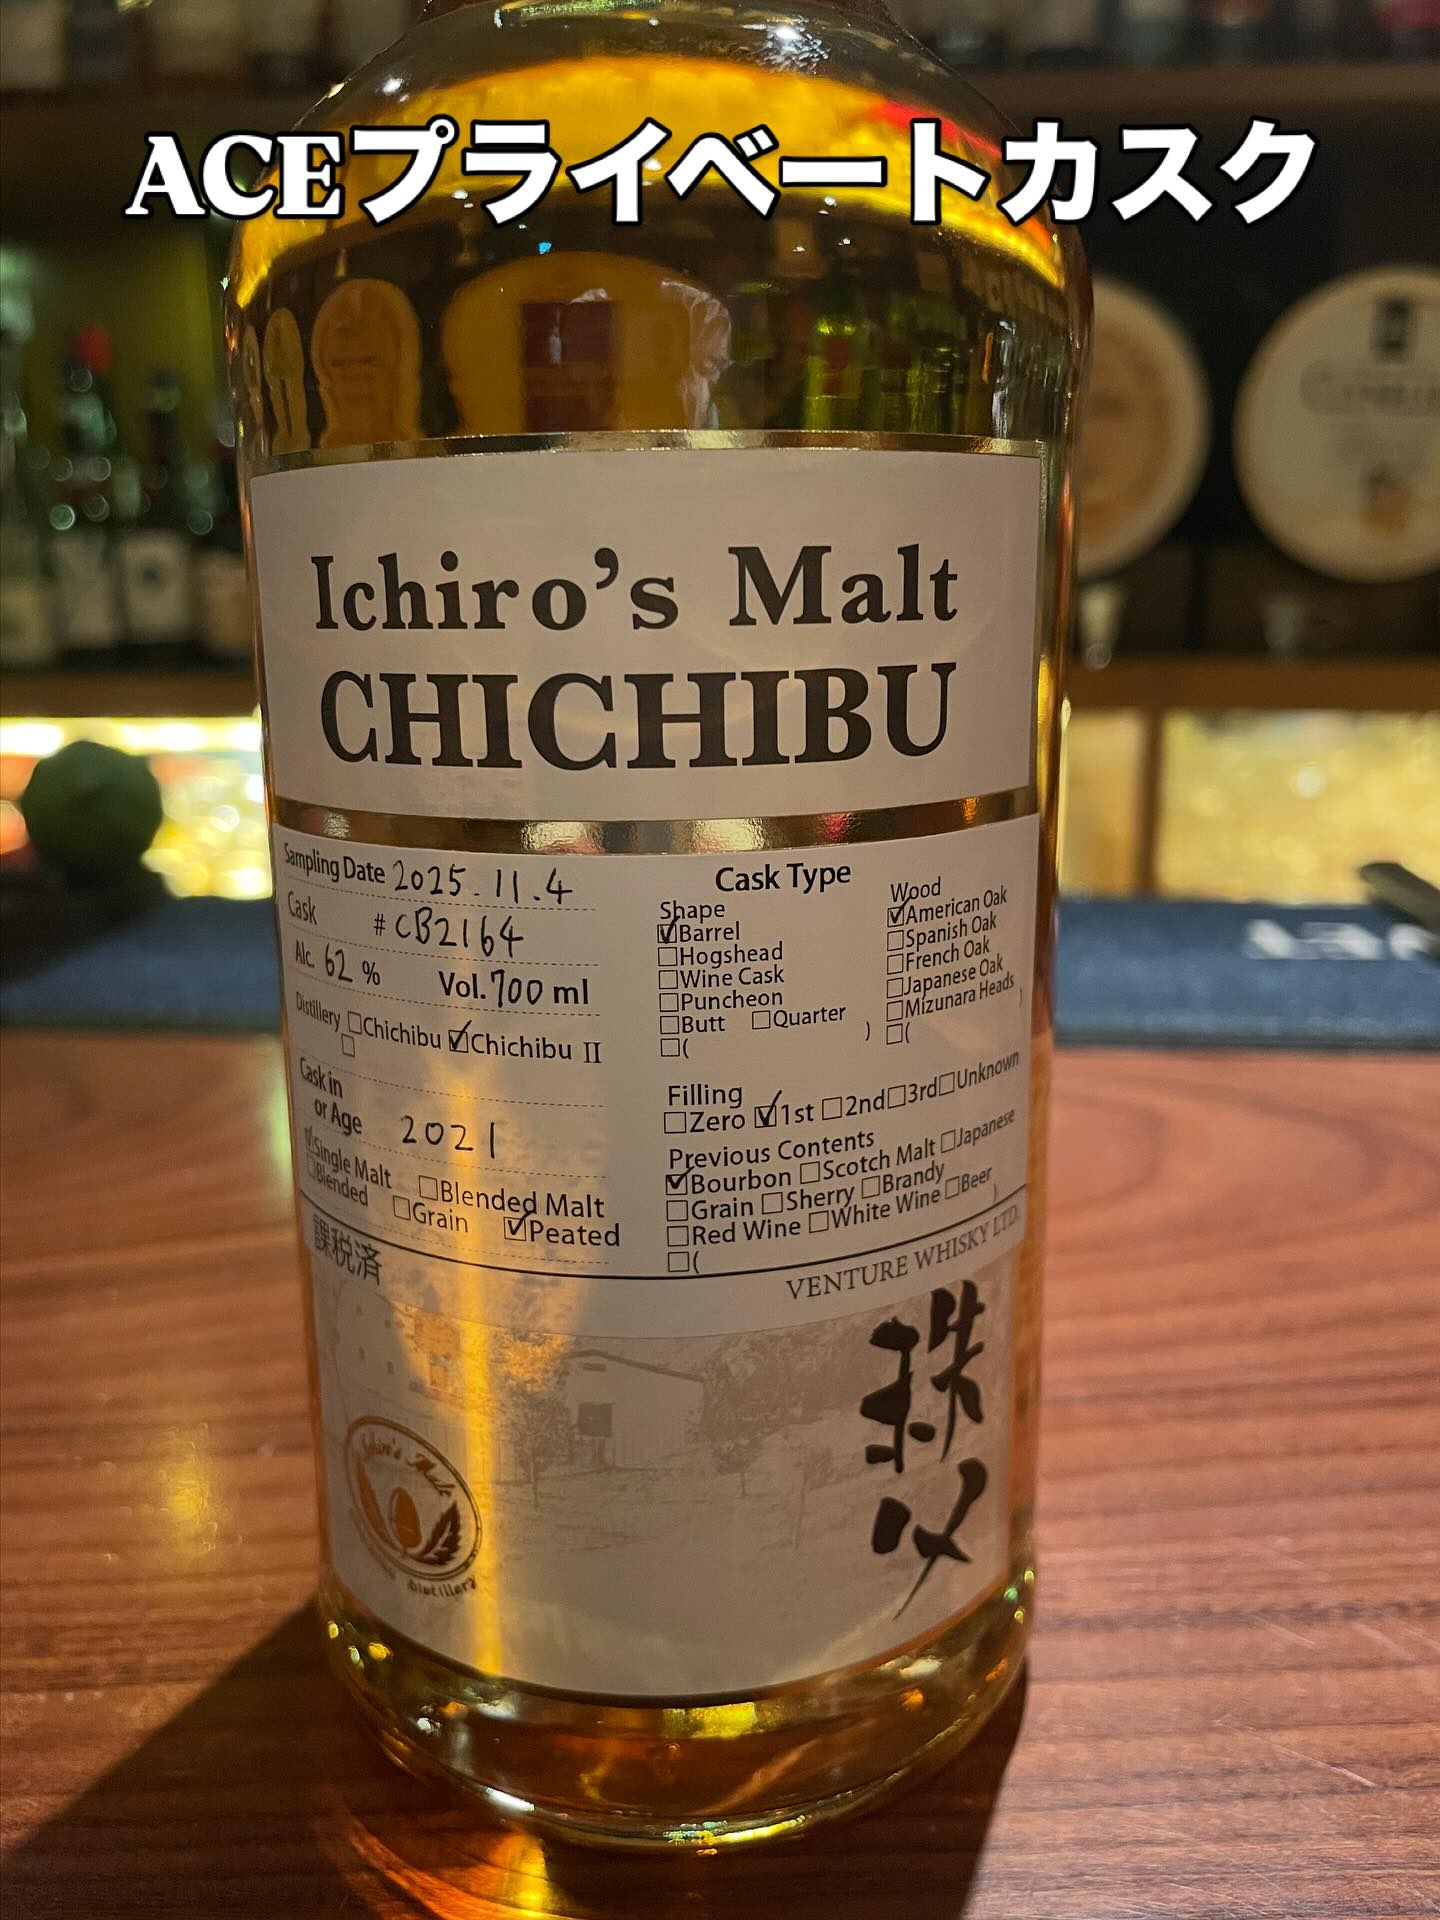 ACEプライベートカスク
Ichiro's Malt
CHICHIBU
Sampling Date 2025.11.4
Cask #CB2164
Alc. 62 % Vol. 700 ml
Distillery □Chichibu ☑Chichibu II
□
Cask in
or Age 2021
☑Single Malt □Blended Malt
□Blended □Grain ☑Peated
課税済
Cask Type
Shape
☑Barrel
□Hogshead
□Wine Cask
□Puncheon
□Butt □Quarter
□( )
Wood
☑American Oak
□Spanish Oak
□French Oak
□Japanese Oak
□Mizunara Heads
□( )
Filling
□Zero ☑1st □2nd □3rd □Unknown
Previous Contents
☑Bourbon □Scotch Malt □Japanese
□Grain □Sherry □Brandy
□Red Wine □White Wine □Beer
□( )
VENTURE WHISKY LTD.
秩父
Ichiro's Malt
Distillery